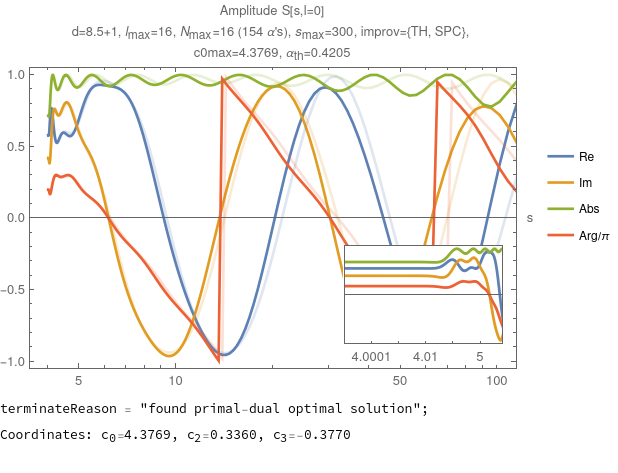 Amplitude S[s,l=0]
d=8.5+1, lmax=16, Nmax=16 (154 α's), smax=300, improv={TH, SPC},
c0max=4.3769, αth=0.4205
1.0
0.5
0.0
-0.5
-1.0
5
10
50
100
s
4.0001
4.01
5
Re
Im
Abs
Arg/π
terminateReason = "found primal-dual optimal solution";
Coordinates: c0=4.3769, c2=0.3360, c3=-0.3770